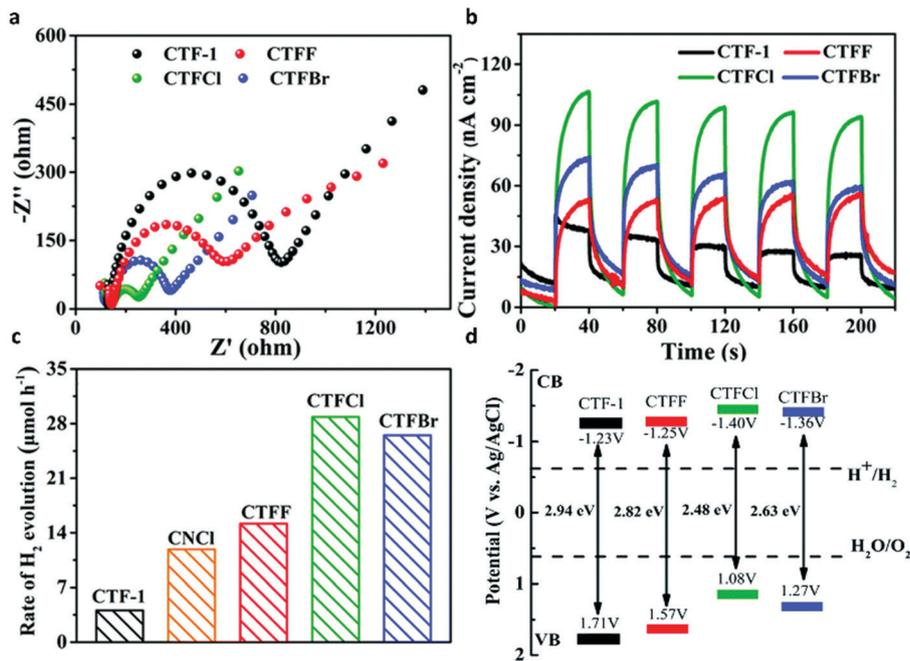 a
600
450
300
150
0
-Z'' (ohm)
CTF-1 CTFF
CTFCl CTFBr
0 400 800 1200
Z' (ohm)
b
120
90
60
30
0
Current density (nA cm-2)
CTF-1 CTFF
CTFCl CTFBr
0 40 80 120 160 200
Time (s)
c
35
28
21
14
7
0
Rate of H2 evolution (μmol h-1)
CTF-1
CNCl
CTFF
CTFCl
CTFBr
d
-2
-1
0
1
2
Potential (V vs. Ag/AgCl)
CB
CTF-1 CTFF CTFCl CTFBr
-1.23V -1.25V -1.40V -1.36V
H+/H2
2.94 eV 2.82 eV 2.48 eV 2.63 eV
H2O/O2
1.71V 1.57V 1.08V 1.27V
VB